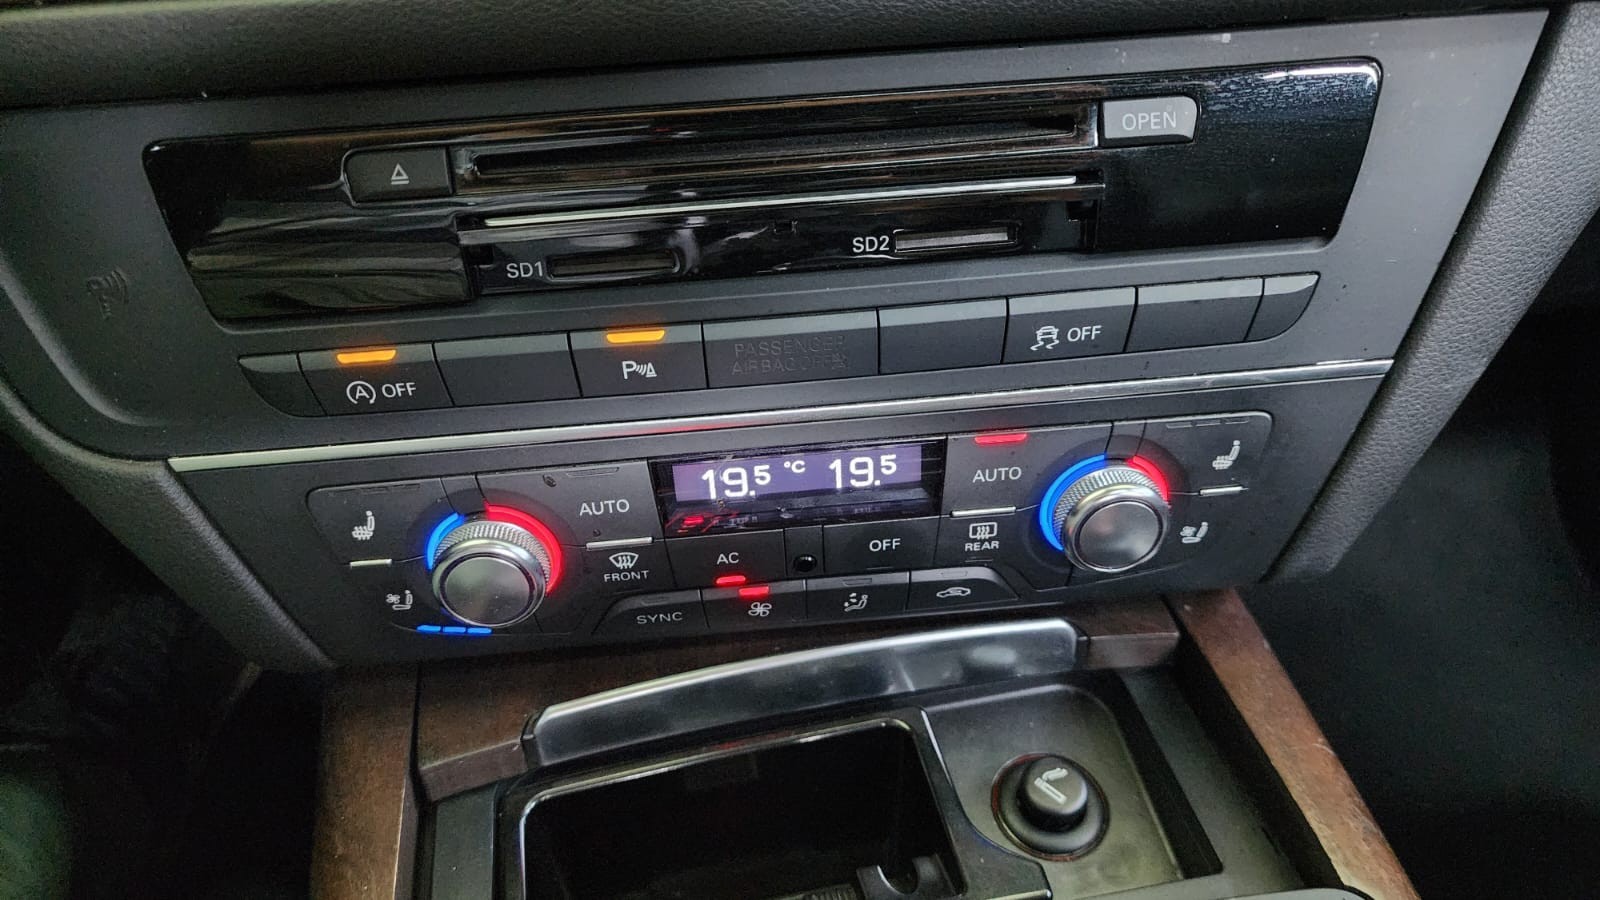 OPEN
SD2
SD1
OFF
PASSENGER
AIRBAG OFF
A OFF
P
19.5 °C 19.5
AUTO
AUTO
OFF
REAR
AC
FRONT
SYNC